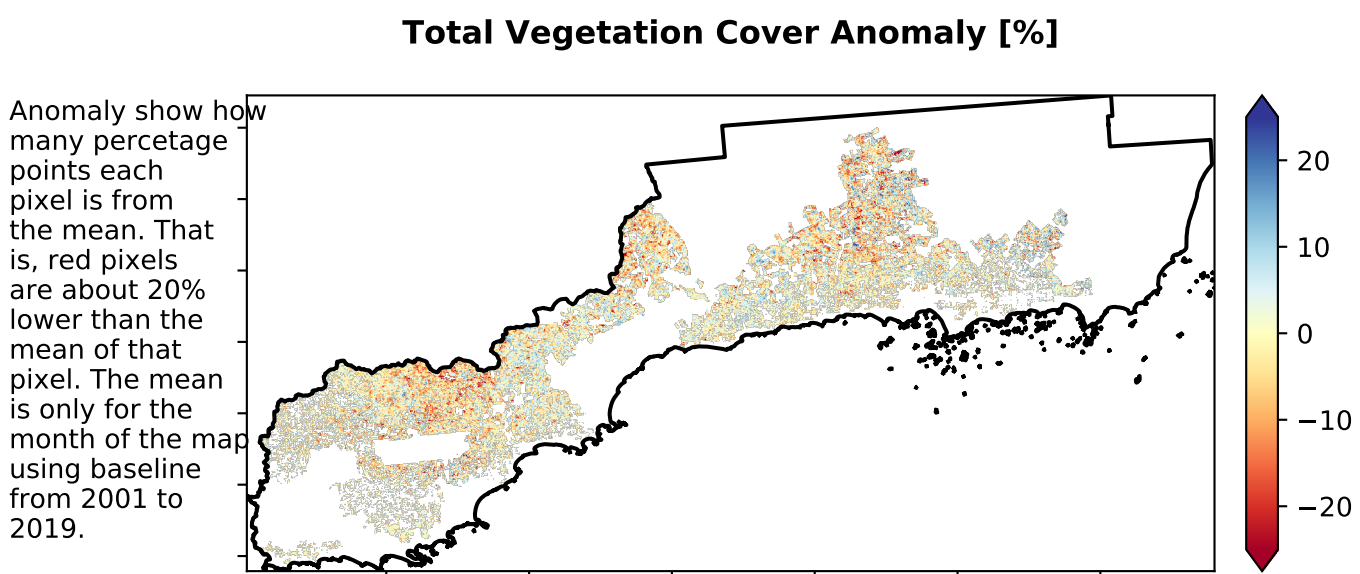 Total Vegetation Cover Anomaly [%]
Anomaly show how
many percetage
points each
pixel is from
the mean. That
is, red pixels
are about 20%
lower than the
mean of that
pixel. The mean
is only for the
month of the map
using baseline
from 2001 to
2019.
20
10
0
−10
−20